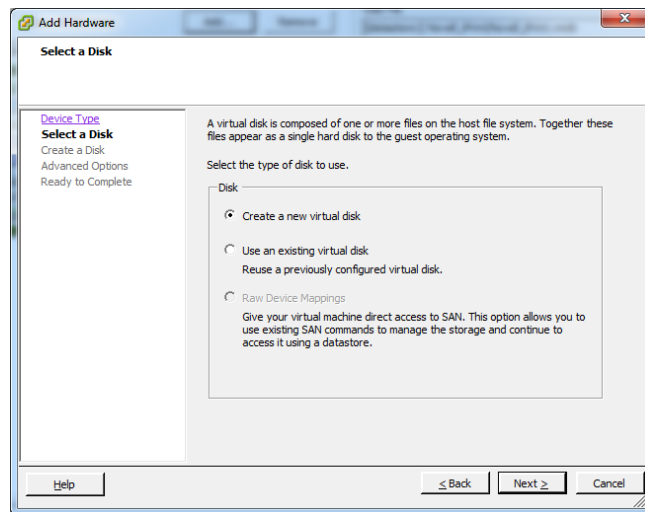 Add Hardware
Add...
Remove
Select a Disk
Device Type
Select a Disk
Create a Disk
Advanced Options
Ready to Complete
A virtual disk is composed of one or more files on the host file system. Together these
files appear as a single hard disk to the guest operating system.
Select the type of disk to use.
Disk
Create a new virtual disk
Use an existing virtual disk
Reuse a previously configured virtual disk.
Raw Device Mappings
Give your virtual machine direct access to SAN. This option allows you to
use existing SAN commands to manage the storage and continue to
access it using a datastore.
Help
< Back
Next >
Cancel